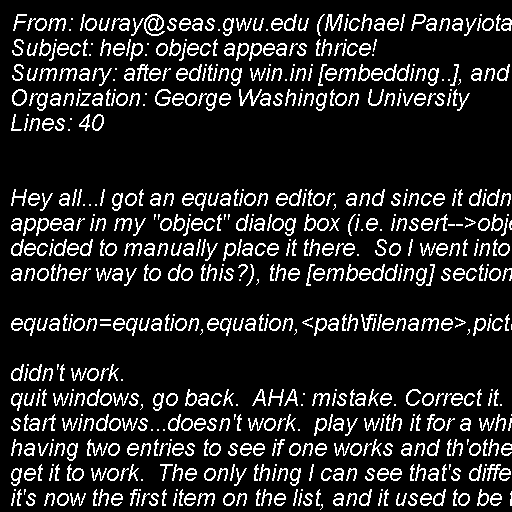 From: louray@seas.gwu.edu (Michael Panayiota
Subject: help: object appears thrice!
Summary: after editing win.ini [embedding..], and
Organization: George Washington University
Lines: 40
Hey all...I got an equation editor, and since it didn
appear in my "object" dialog box (i.e. insert-->obje
decided to manually place it there.  So I went into
another way to do this?), the [embedding] section
equation=equation,equation,<path\filename>,pict
didn't work.
quit windows, go back.  AHA: mistake. Correct it.
start windows...doesn't work.  play with it for a whi
having two entries to see if one works and th'othe
get it to work.  The only thing I can see that's diffe
it's now the first item on the list, and it used to be t